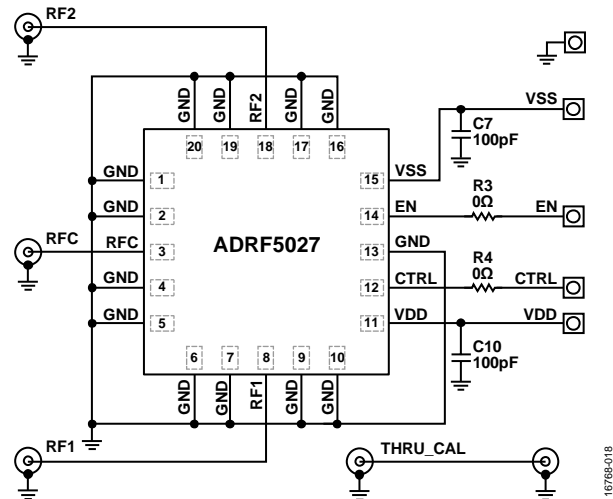 RF2
GND
GND
RF2
GND
GND
20
19
18
17
16
VSS
C7
100pF
GND
1
15
VSS
GND
2
14
EN
R3
0Ω
EN
RFC
RFC
3
ADRF5027
13
GND
GND
4
12
CTRL
R4
0Ω
CTRL
GND
5
11
VDD
VDD
C10
100pF
6
7
8
9
10
GND
GND
RF1
GND
GND
RF1
THRU_CAL
16768-018